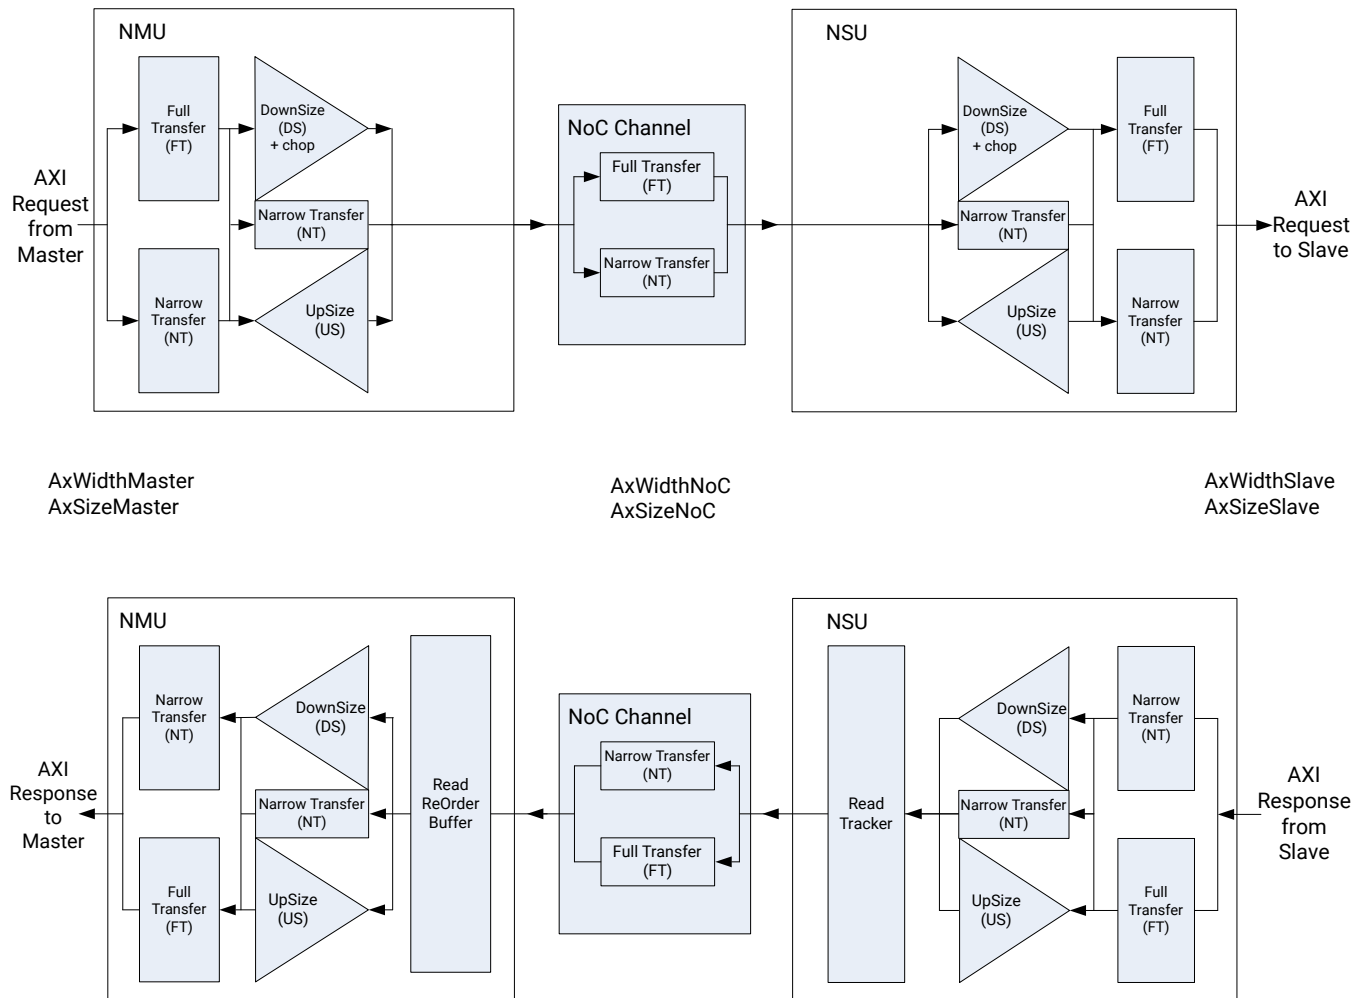 NMU
Full
Transfer
(FT)
DownSize
(DS)
+ chop
Narrow Transfer
(NT)
Narrow
Transfer
(NT)
UpSize
(US)
AXI
Request
from
Master
NoC Channel
Full Transfer
(FT)
Narrow Transfer
(NT)
NSU
DownSize
(DS)
+ chop
Narrow Transfer
(NT)
UpSize
(US)
Full
Transfer
(FT)
Narrow
Transfer
(NT)
AXI
Request
to Slave
AxWidthMaster
AxSizeMaster
AxWidthNoC
AxSizeNoC
AxWidthSlave
AxSizeSlave
NMU
Narrow
Transfer
(NT)
DownSize
(DS)
Narrow Transfer
(NT)
Full
Transfer
(FT)
UpSize
(US)
Read
ReOrder
Buffer
AXI
Response
to
Master
NoC Channel
Narrow Transfer
(NT)
Full Transfer
(FT)
NSU
Read
Tracker
DownSize
(DS)
Narrow Transfer
(NT)
UpSize
(US)
Narrow
Transfer
(NT)
Full
Transfer
(FT)
AXI
Response
from
Slave